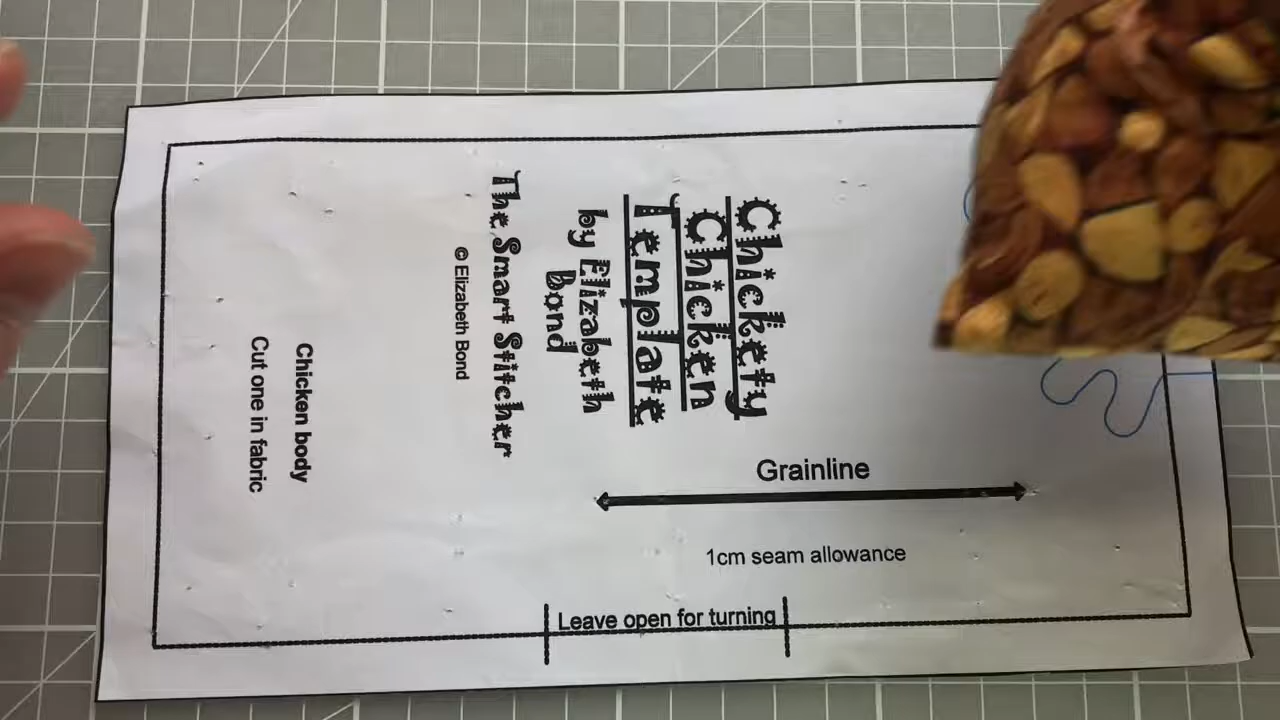 Chickety
Chicken
Template
by Elizabeth
Bond
The Smart Stitcher
© Elizabeth Bond
Chicken body
Cut one in fabric
Grainline
1cm seam allowance
Leave open for turning